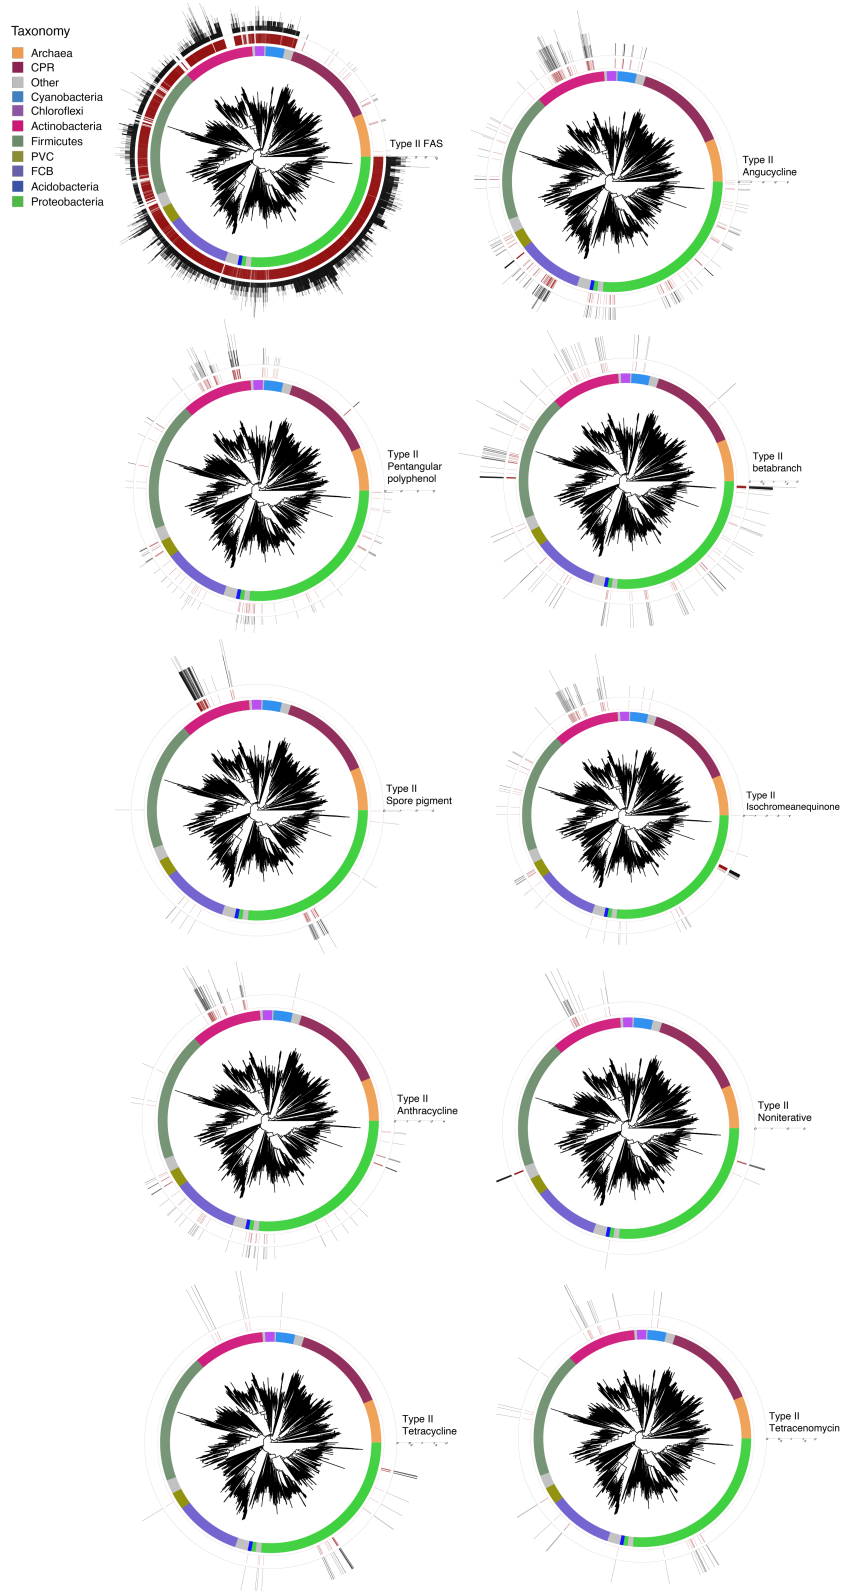 Taxonomy
Archaea
CPR
Other
Cyanobacteria
Chloroflexi
Actinobacteria
Firmicutes
PVC
FCB
Acidobacteria
Proteobacteria
Type II FAS
Type II
Angucycline
Type II
Pentangular
polyphenol
Type II
betabranch
Type II
Spore pigment
Type II
Isochromeanequinone
Type II
Anthracycline
Type II
Noniterative
Type II
Tetracycline
Type II
Tetracenomycin